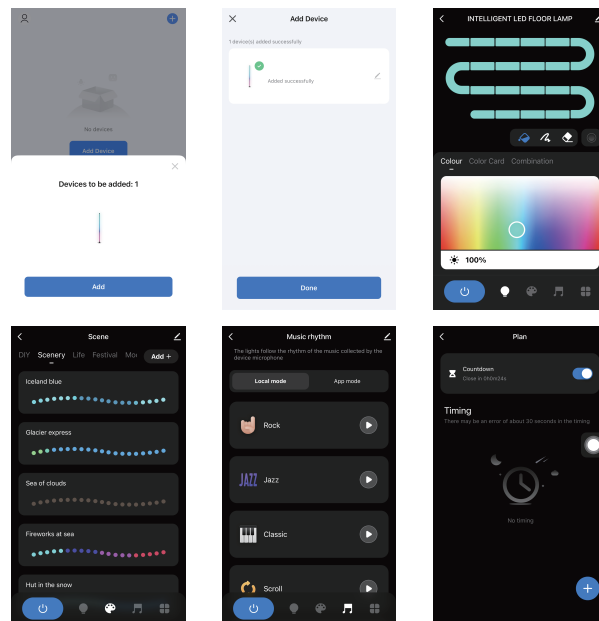 No devices
Add Device
Devices to be added: 1
Add
Add Device
1 device(s) added successfully
Added successfully
Done
INTELLIGENT LED FLOOR LAMP
Colour Color Card Combination
100%
Scene
DIY Scenery Life Festival Mo
Add +
Iceland blue
Glacier express
Sea of clouds
Fireworks at sea
Hut in the snow
Music rhythm
The lights follow the rhythm of the music collected by the
device microphone
Local mode App mode
Rock
JAZZ Jazz
Classic
Scroll
Plan
Countdown
Close in 0h0m24s
Timing
There may be an error of about 30 seconds in the timing
No timing